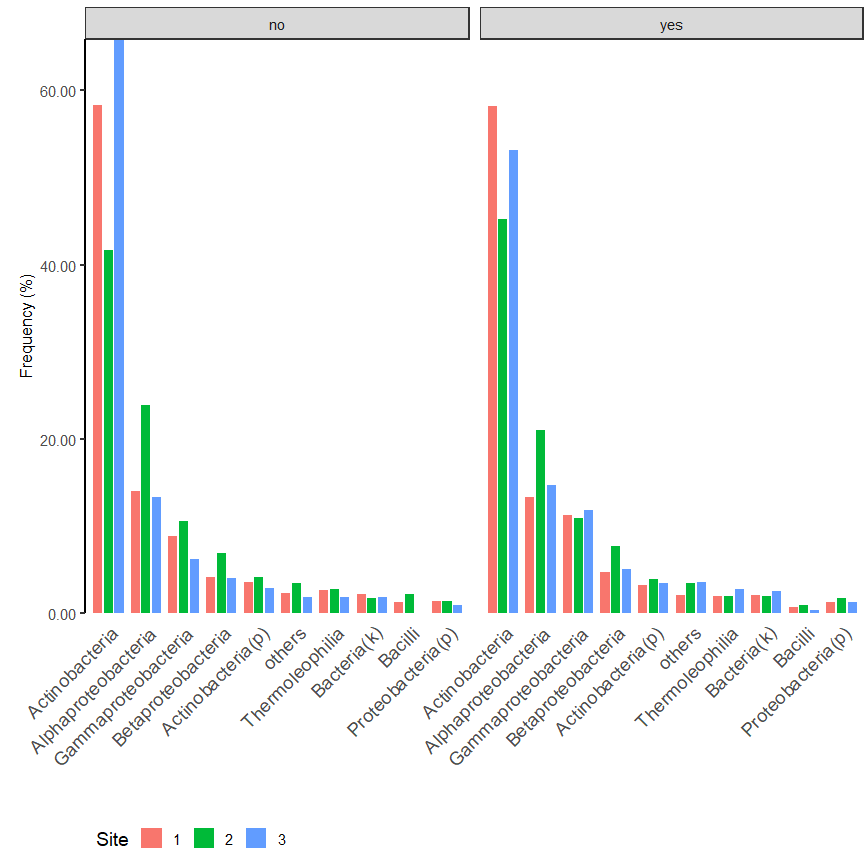 no
yes
60.00
40.00
20.00
0.00
Frequency (%)
Actinobacteria
Alphaproteobacteria
Gammaproteobacteria
Betaproteobacteria
Actinobacteria(p)
others
Thermoleophilia
Bacteria(k)
Bacilli
Proteobacteria(p)
Actinobacteria
Alphaproteobacteria
Gammaproteobacteria
Betaproteobacteria
Actinobacteria(p)
others
Thermoleophilia
Bacteria(k)
Bacilli
Proteobacteria(p)
Site 1 2 3